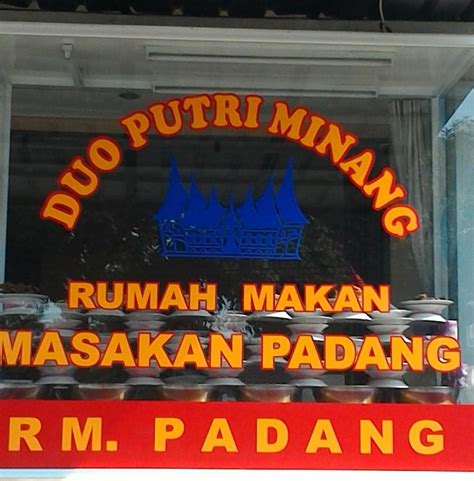 DUO PUTRI MINANG
RUMAH MAKAN
MASAKAN PADANG
RM. PADANG